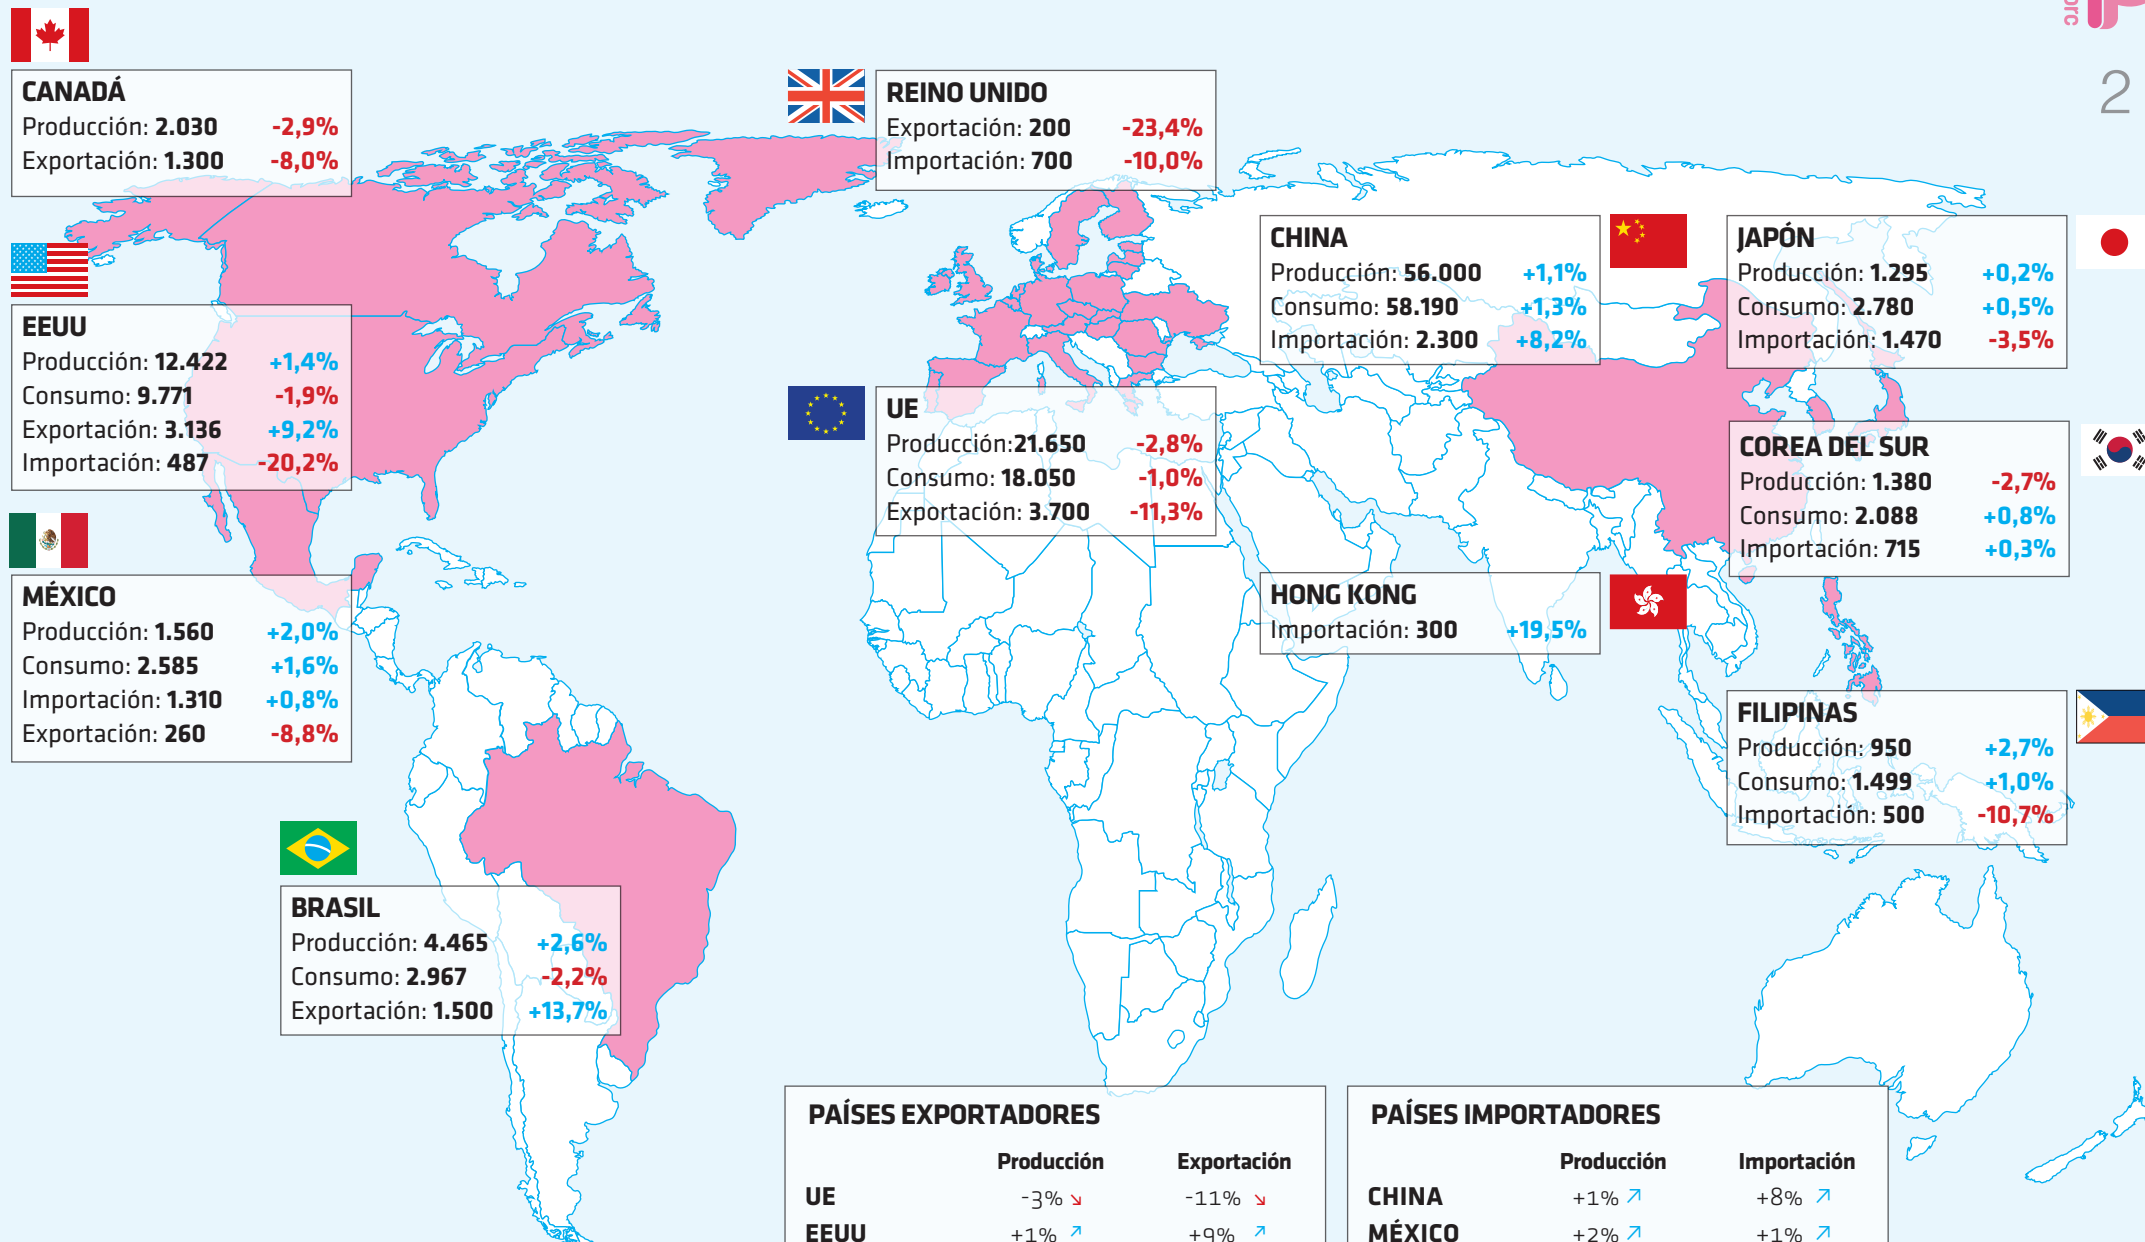 orc
2
CANADÁ
Producción: 2.030 -2,9%
Exportación: 1.300 -8,0%
REINO UNIDO
Exportación: 200 -23,4%
Importación: 700 -10,0%
CHINA
Producción: 56.000 +1,1%
Consumo: 58.190 +1,3%
Importación: 2.300 +8,2%
JAPÓN
Producción: 1.295 +0,2%
Consumo: 2.780 +0,5%
Importación: 1.470 -3,5%
EEUU
Producción: 12.422 +1,4%
Consumo: 9.771 -1,9%
Exportación: 3.136 +9,2%
Importación: 487 -20,2%
UE
Producción:21.650 -2,8%
Consumo: 18.050 -1,0%
Exportación: 3.700 -11,3%
COREA DEL SUR
Producción: 1.380 -2,7%
Consumo: 2.088 +0,8%
Importación: 715 +0,3%
MÉXICO
Producción: 1.560 +2,0%
Consumo: 2.585 +1,6%
Importación: 1.310 +0,8%
Exportación: 260 -8,8%
HONG KONG
Importación: 300 +19,5%
FILIPINAS
Producción: 950 +2,7%
Consumo: 1.499 +1,0%
Importación: 500 -10,7%
BRASIL
Producción: 4.465 +2,6%
Consumo: 2.967 -2,2%
Exportación: 1.500 +13,7%
PAÍSES EXPORTADORES
Producción Exportación
UE -3% ↘ -11% ↘
EEUU +1% ↗ +9% ↗
PAÍSES IMPORTADORES
Producción Importación
CHINA +1% ↗ +8% ↗
MÉXICO +2% ↗ +1% ↗